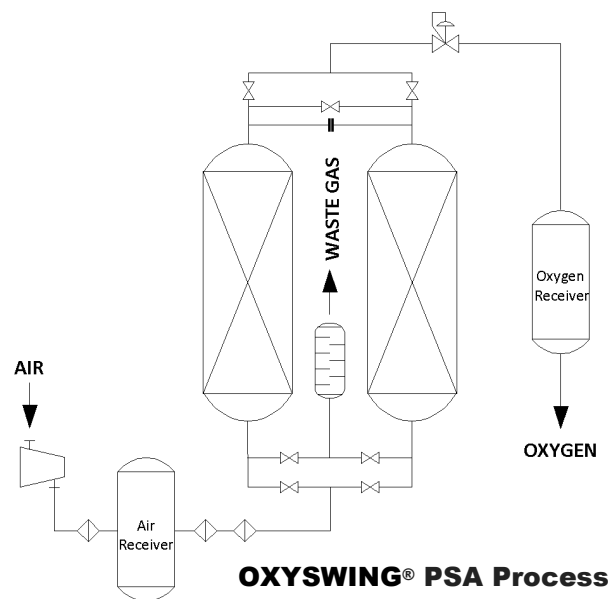 WASTE GAS
Oxygen
Receiver
AIR
OXYGEN
Air
Receiver
OXYSWING® PSA Process